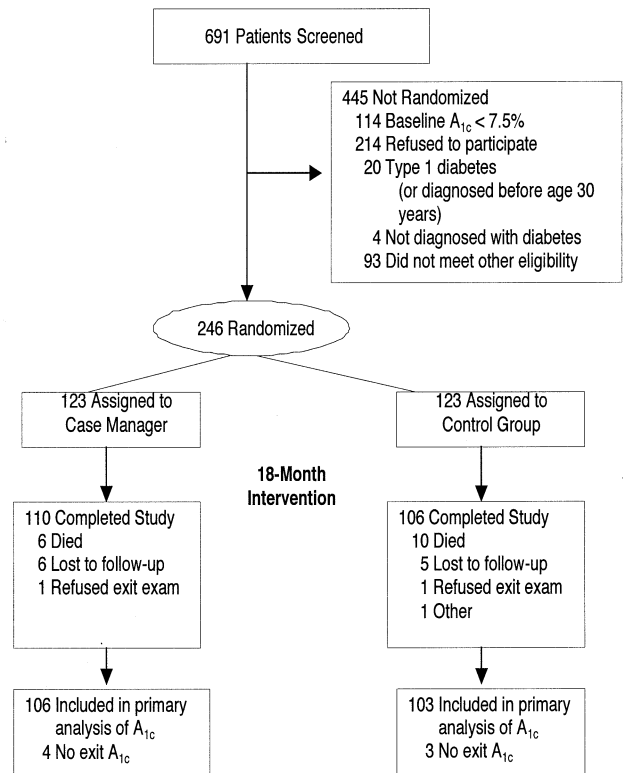 691 Patients Screened
445 Not Randomized
114 Baseline A1c < 7.5%
214 Refused to participate
20 Type 1 diabetes
(or diagnosed before age 30
years)
4 Not diagnosed with diabetes
93 Did not meet other eligibility
246 Randomized
123 Assigned to
Case Manager
123 Assigned to
Control Group
18-Month
Intervention
110 Completed Study
6 Died
6 Lost to follow-up
1 Refused exit exam
106 Completed Study
10 Died
5 Lost to follow-up
1 Refused exit exam
1 Other
106 Included in primary
analysis of A1c
4 No exit A1c
103 Included in primary
analysis of A1c
3 No exit A1c